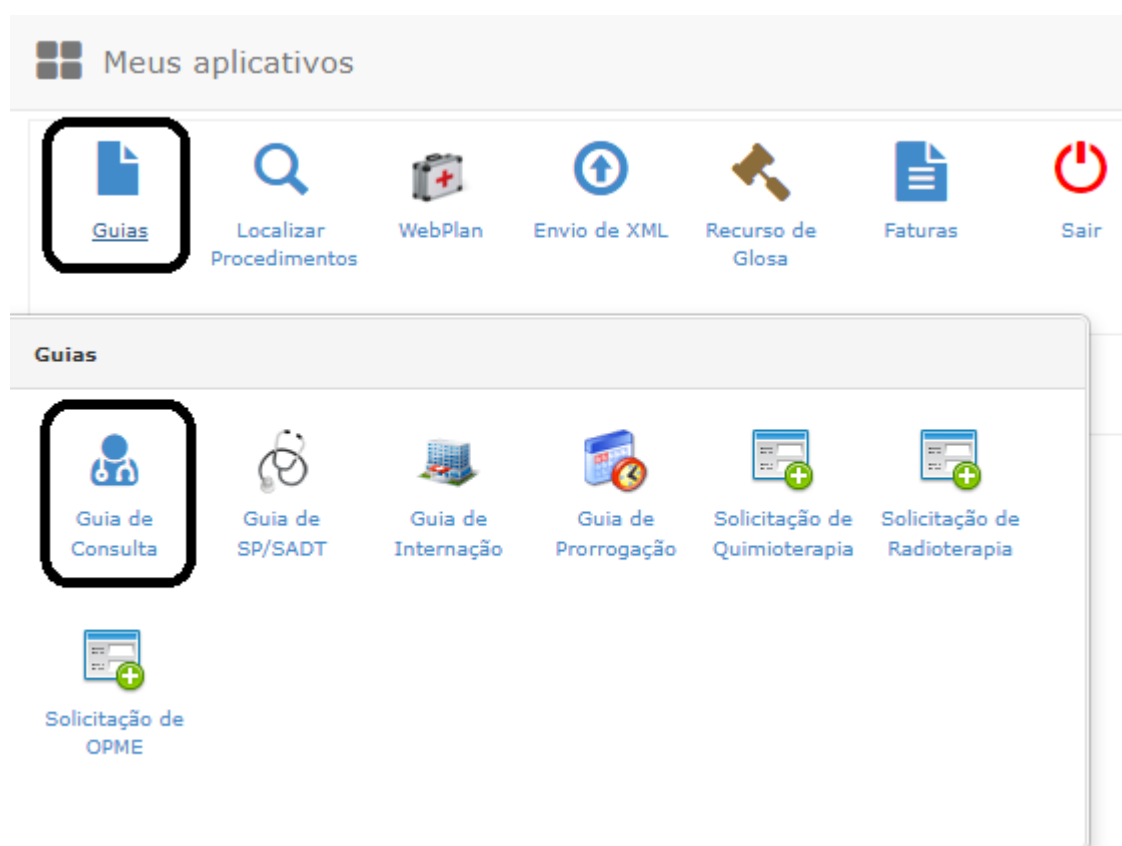 Meus aplicativos
Guias Localizar WebPlan Envio de XML Recurso de Faturas Sair
Procedimentos Glosa
Guias
Guia de Guia de Guia de Guia de Solicitação de Solicitação de
Consulta SP/SADT Internação Prorrogação Quimioterapia Radioterapia
Solicitação de
OPME